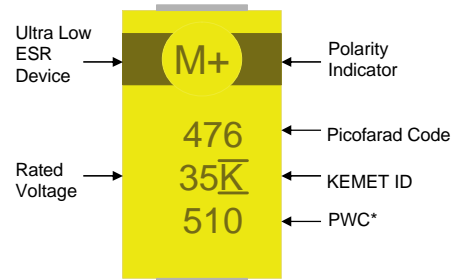 Ultra Low
ESR
Device
M+
Polarity
Indicator
476
Picofarad Code
Rated
Voltage
35K
KEMET ID
510
PWC*